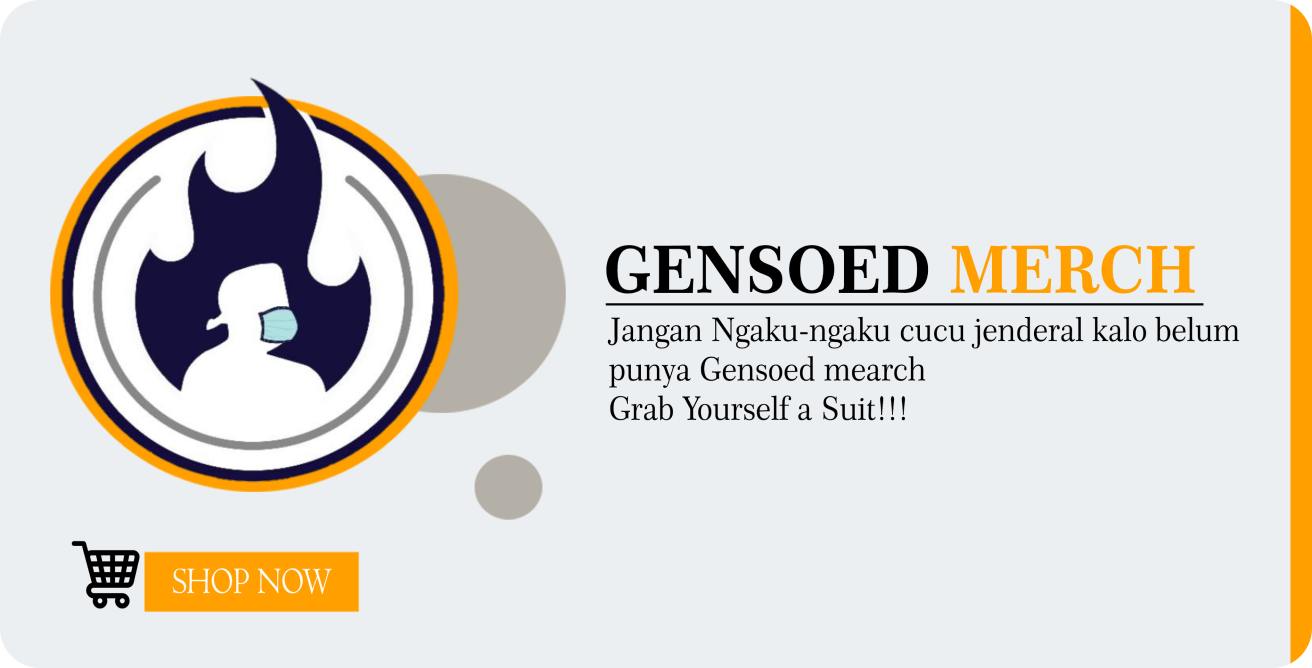 GENSOED MERCH
Jangan Ngaku-ngaku cucu jenderal kalo belum
punya Gensoed mearch
Grab Yourself a Suit!!!
SHOP NOW